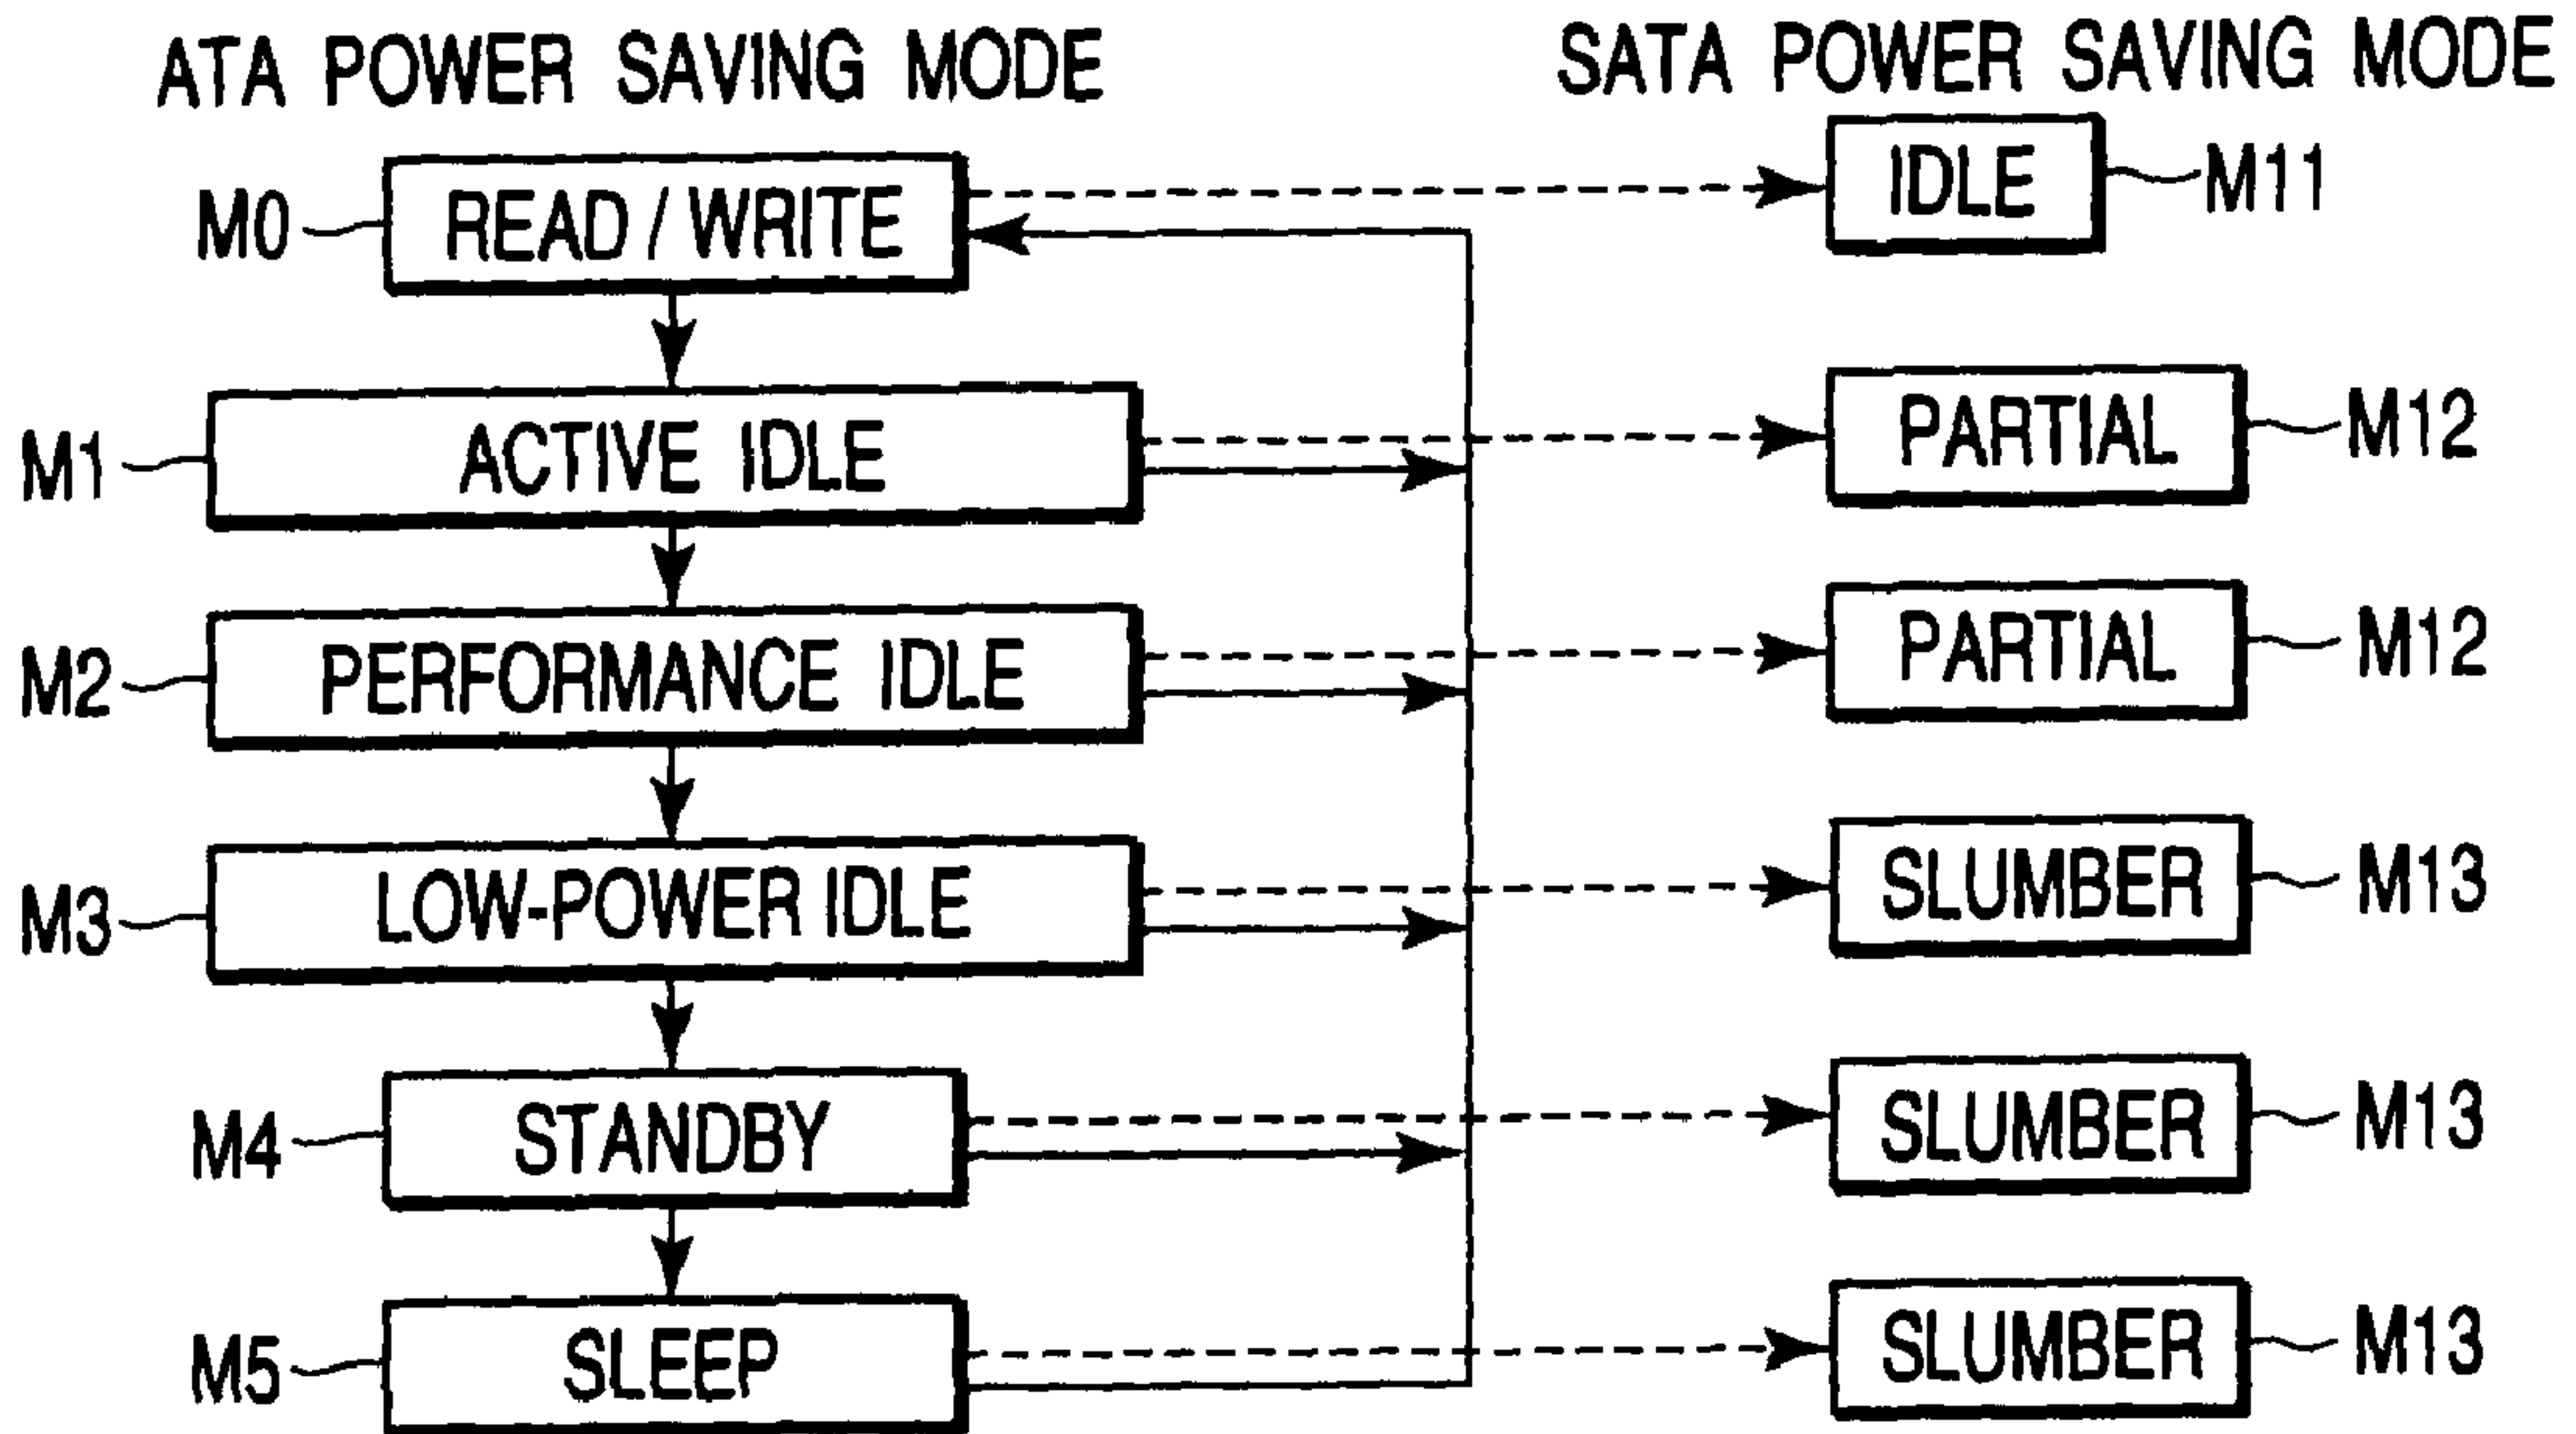 ATA POWER SAVING MODE
SATA POWER SAVING MODE
M0 READ / WRITE
IDLE M11
M1 ACTIVE IDLE
PARTIAL M12
M2 PERFORMANCE IDLE
PARTIAL M12
M3 LOW-POWER IDLE
SLUMBER M13
M4 STANDBY
SLUMBER M13
M5 SLEEP
SLUMBER M13